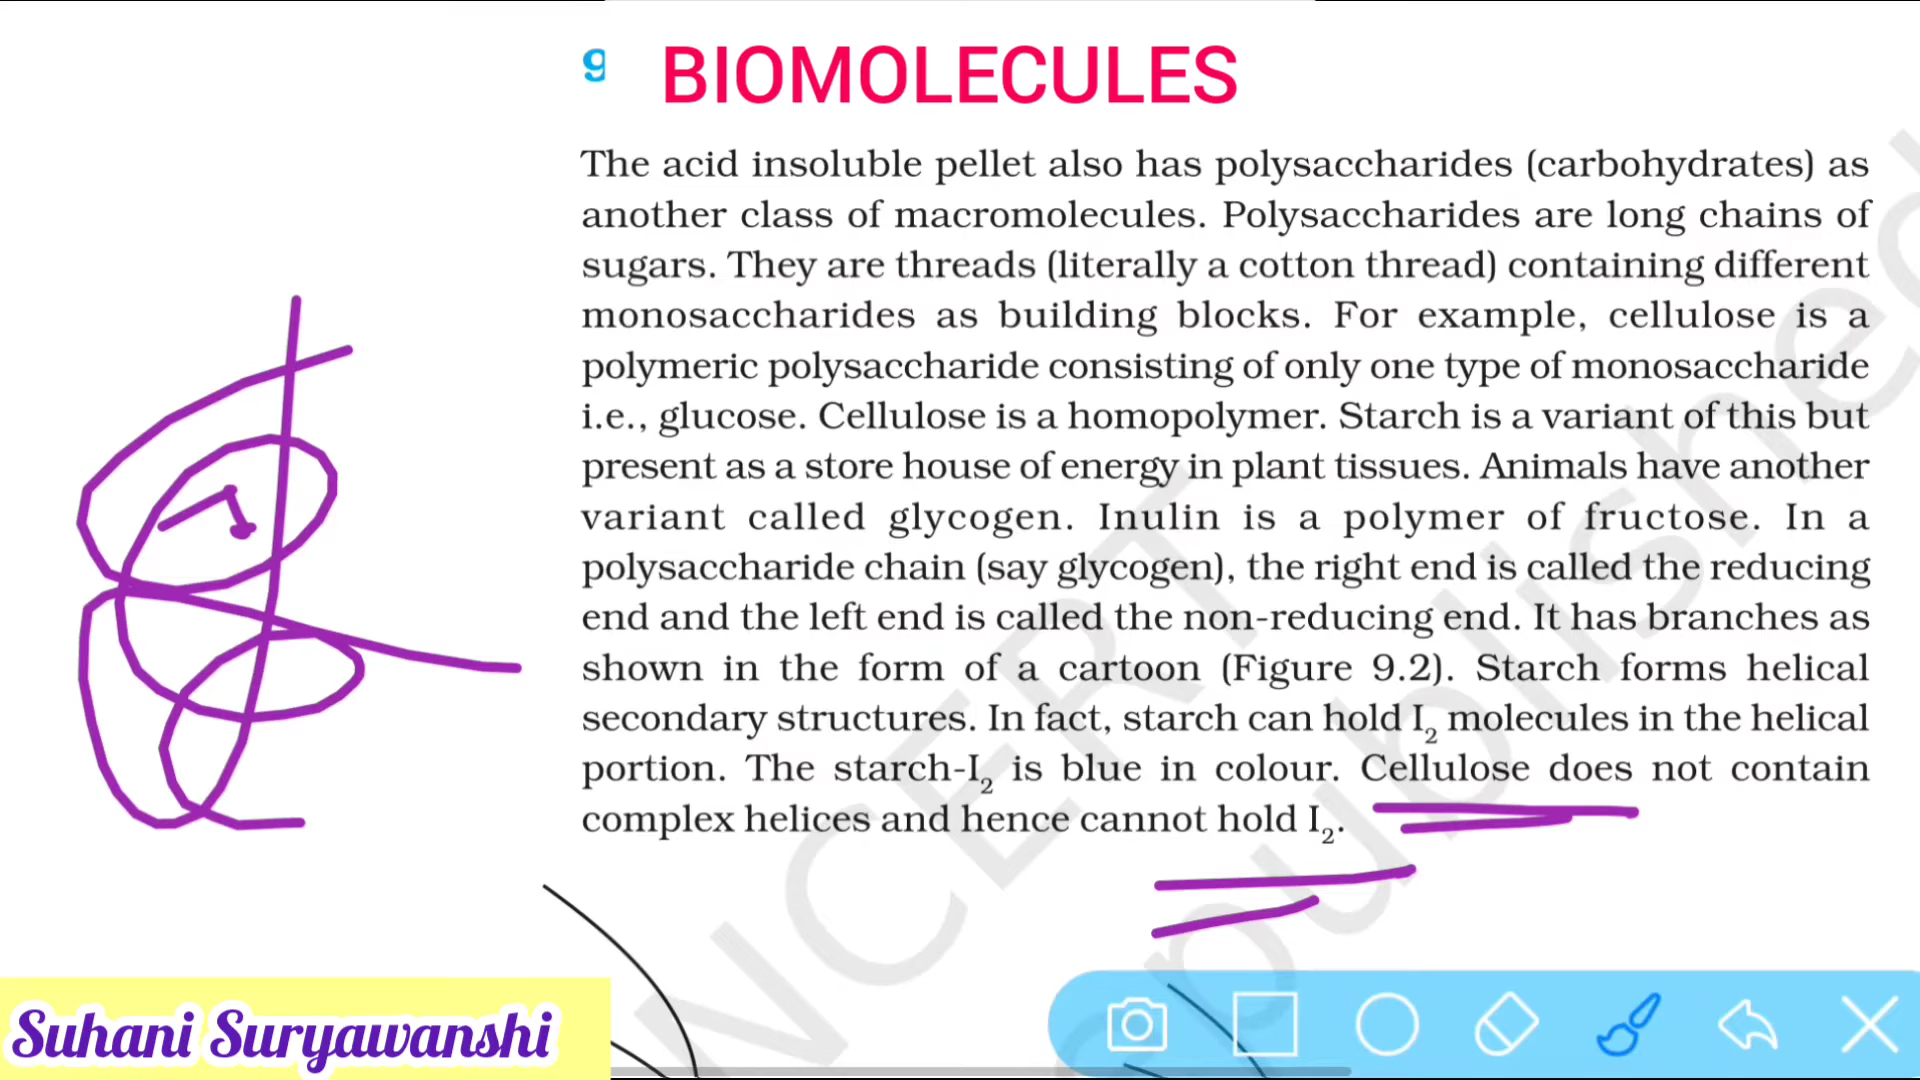 9 BIOMOLECULES
The acid insoluble pellet also has polysaccharides (carbohydrates) as
another class of macromolecules. Polysaccharides are long chains of
sugars. They are threads (literally a cotton thread) containing different
monosaccharides as building blocks. For example, cellulose is a
polymeric polysaccharide consisting of only one type of monosaccharide
i.e., glucose. Cellulose is a homopolymer. Starch is a variant of this but
present as a store house of energy in plant tissues. Animals have another
variant called glycogen. Inulin is a polymer of fructose. In a
polysaccharide chain (say glycogen), the right end is called the reducing
end and the left end is called the non-reducing end. It has branches as
shown in the form of a cartoon (Figure 9.2). Starch forms helical
secondary structures. In fact, starch can hold I₂ molecules in the helical
portion. The starch-I₂ is blue in colour. Cellulose does not contain
complex helices and hence cannot hold I₂.
NCERT
published
Suhani Suryawanshi